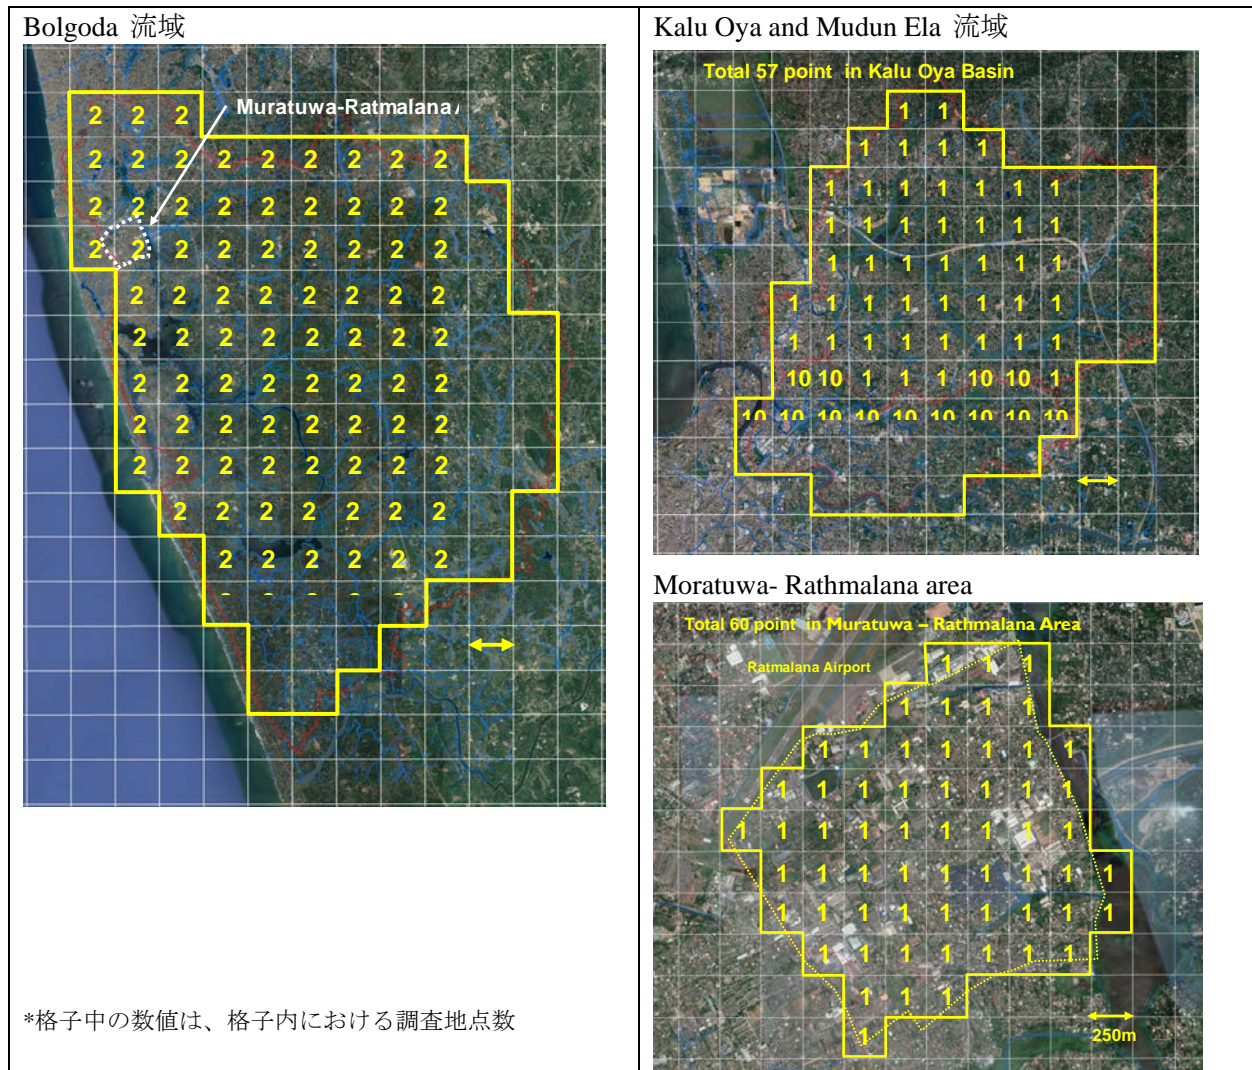 Bolgoda 流域
Muratuwa-Ratmalana
2 2 2
2 2 2 2 2 2 2 2 2
2 2 2 2 2 2 2 2 2
2 2 2 2 2 2 2 2 2
2 2 2 2 2 2 2 2
2 2 2 2 2 2 2 2
2 2 2 2 2 2 2 2
2 2 2 2 2 2 2 2
2 2 2 2 2 2 2 2
2 2 2 2 2 2 2
2 2 2 2 2 2
*格子中の数値は、格子内における調査地点数
Kalu Oya and Mudun Ela 流域
Total 57 point in Kalu Oya Basin
1 1
1 1 1 1
1 1 1 1 1 1 1
1 1 1 1 1 1 1
1 1 1 1 1 1 1
1 1 1 1 1 1 1 1
1 1 1 1 1 1 1 1
10 10 1 1 1 10 10 1
10 10 10 10 10 10 10 10 10
Moratuwa- Rathmalana area
Total 60 point in Muratuwa – Rathmalana Area
Ratmalana Airport
1 1 1
1 1 1 1
1 1 1 1 1 1 1
1 1 1 1 1 1 1 1
1 1 1 1 1 1 1 1 1
1 1 1 1 1 1 1 1 1
1 1 1 1 1 1 1 1 1
1 1 1 1 1 1 1
1 1 1
1
250m